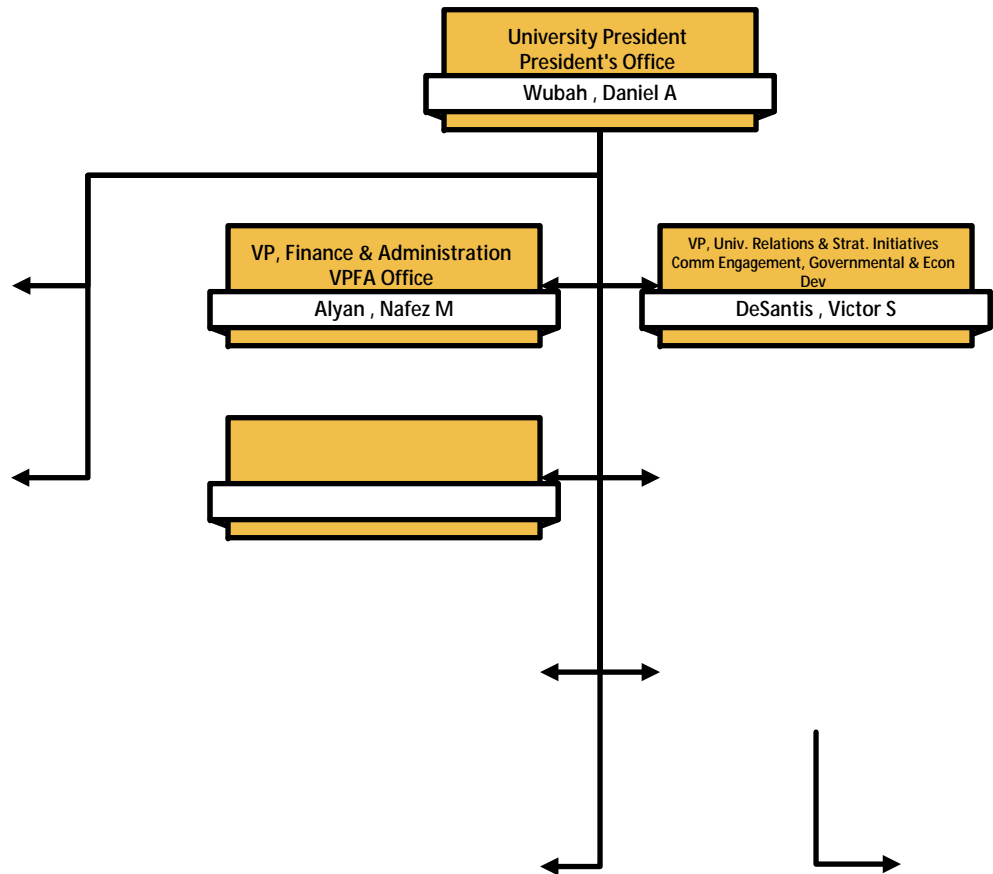 University President
President's Office
Wubah , Daniel A
VP, Finance & Administration
VPFA Office
Alyan , Nafez M
VP, Univ. Relations & Strat. Initiatives
Comm Engagement, Governmental & Econ
Dev
DeSantis , Victor S